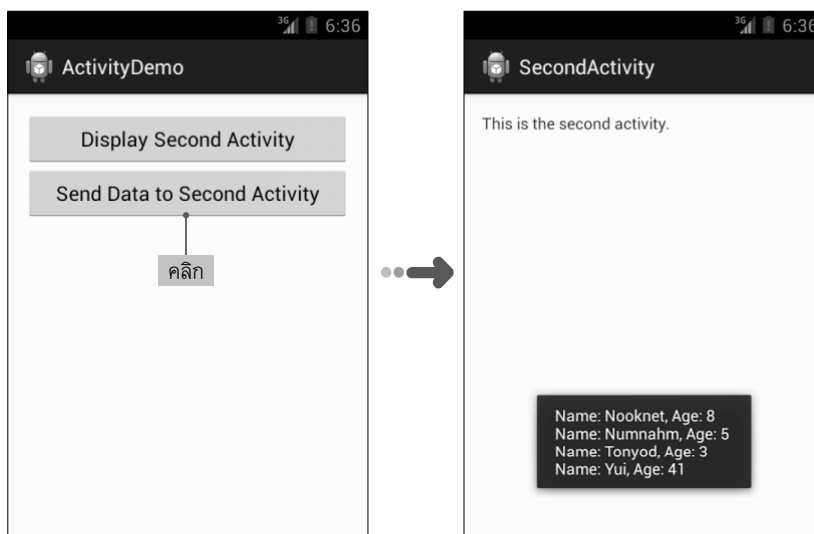 3G 6:36
ActivityDemo
Display Second Activity
Send Data to Second Activity
คลิก
3G 6:36
SecondActivity
This is the second activity.
Name: Nooknet, Age: 8
Name: Numnahm, Age: 5
Name: Tonyod, Age: 3
Name: Yui, Age: 41